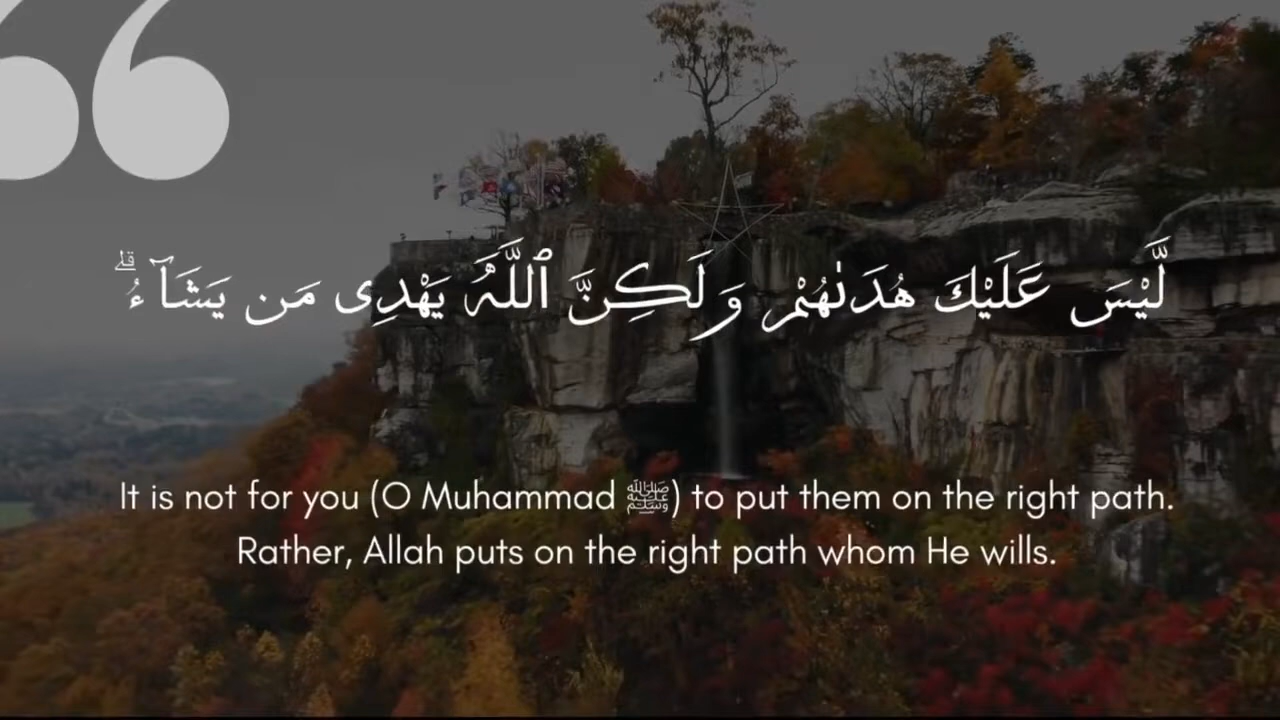 لَّيْسَ عَلَيْكَ هُدَىٰهُمْ وَلَـٰكِنَّ ٱللَّهَ يَهْدِى مَن يَشَآءُ ۗ
It is not for you (O Muhammad ﷺ) to put them on the right path.
Rather, Allah puts on the right path whom He wills.